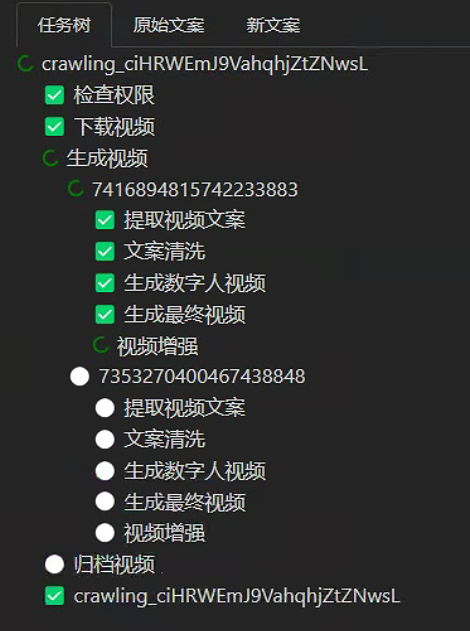 任务树 原始文案 新文案
crawling_ciHRWEmJ9VahqhjZtZNwsL
检查权限
下载视频
生成视频
7416894815742233883
提取视频文案
文案清洗
生成数字人视频
生成最终视频
视频增强
7353270400467438848
提取视频文案
文案清洗
生成数字人视频
生成最终视频
视频增强
归档视频
crawling_ciHRWEmJ9VahqhjZtZNwsL